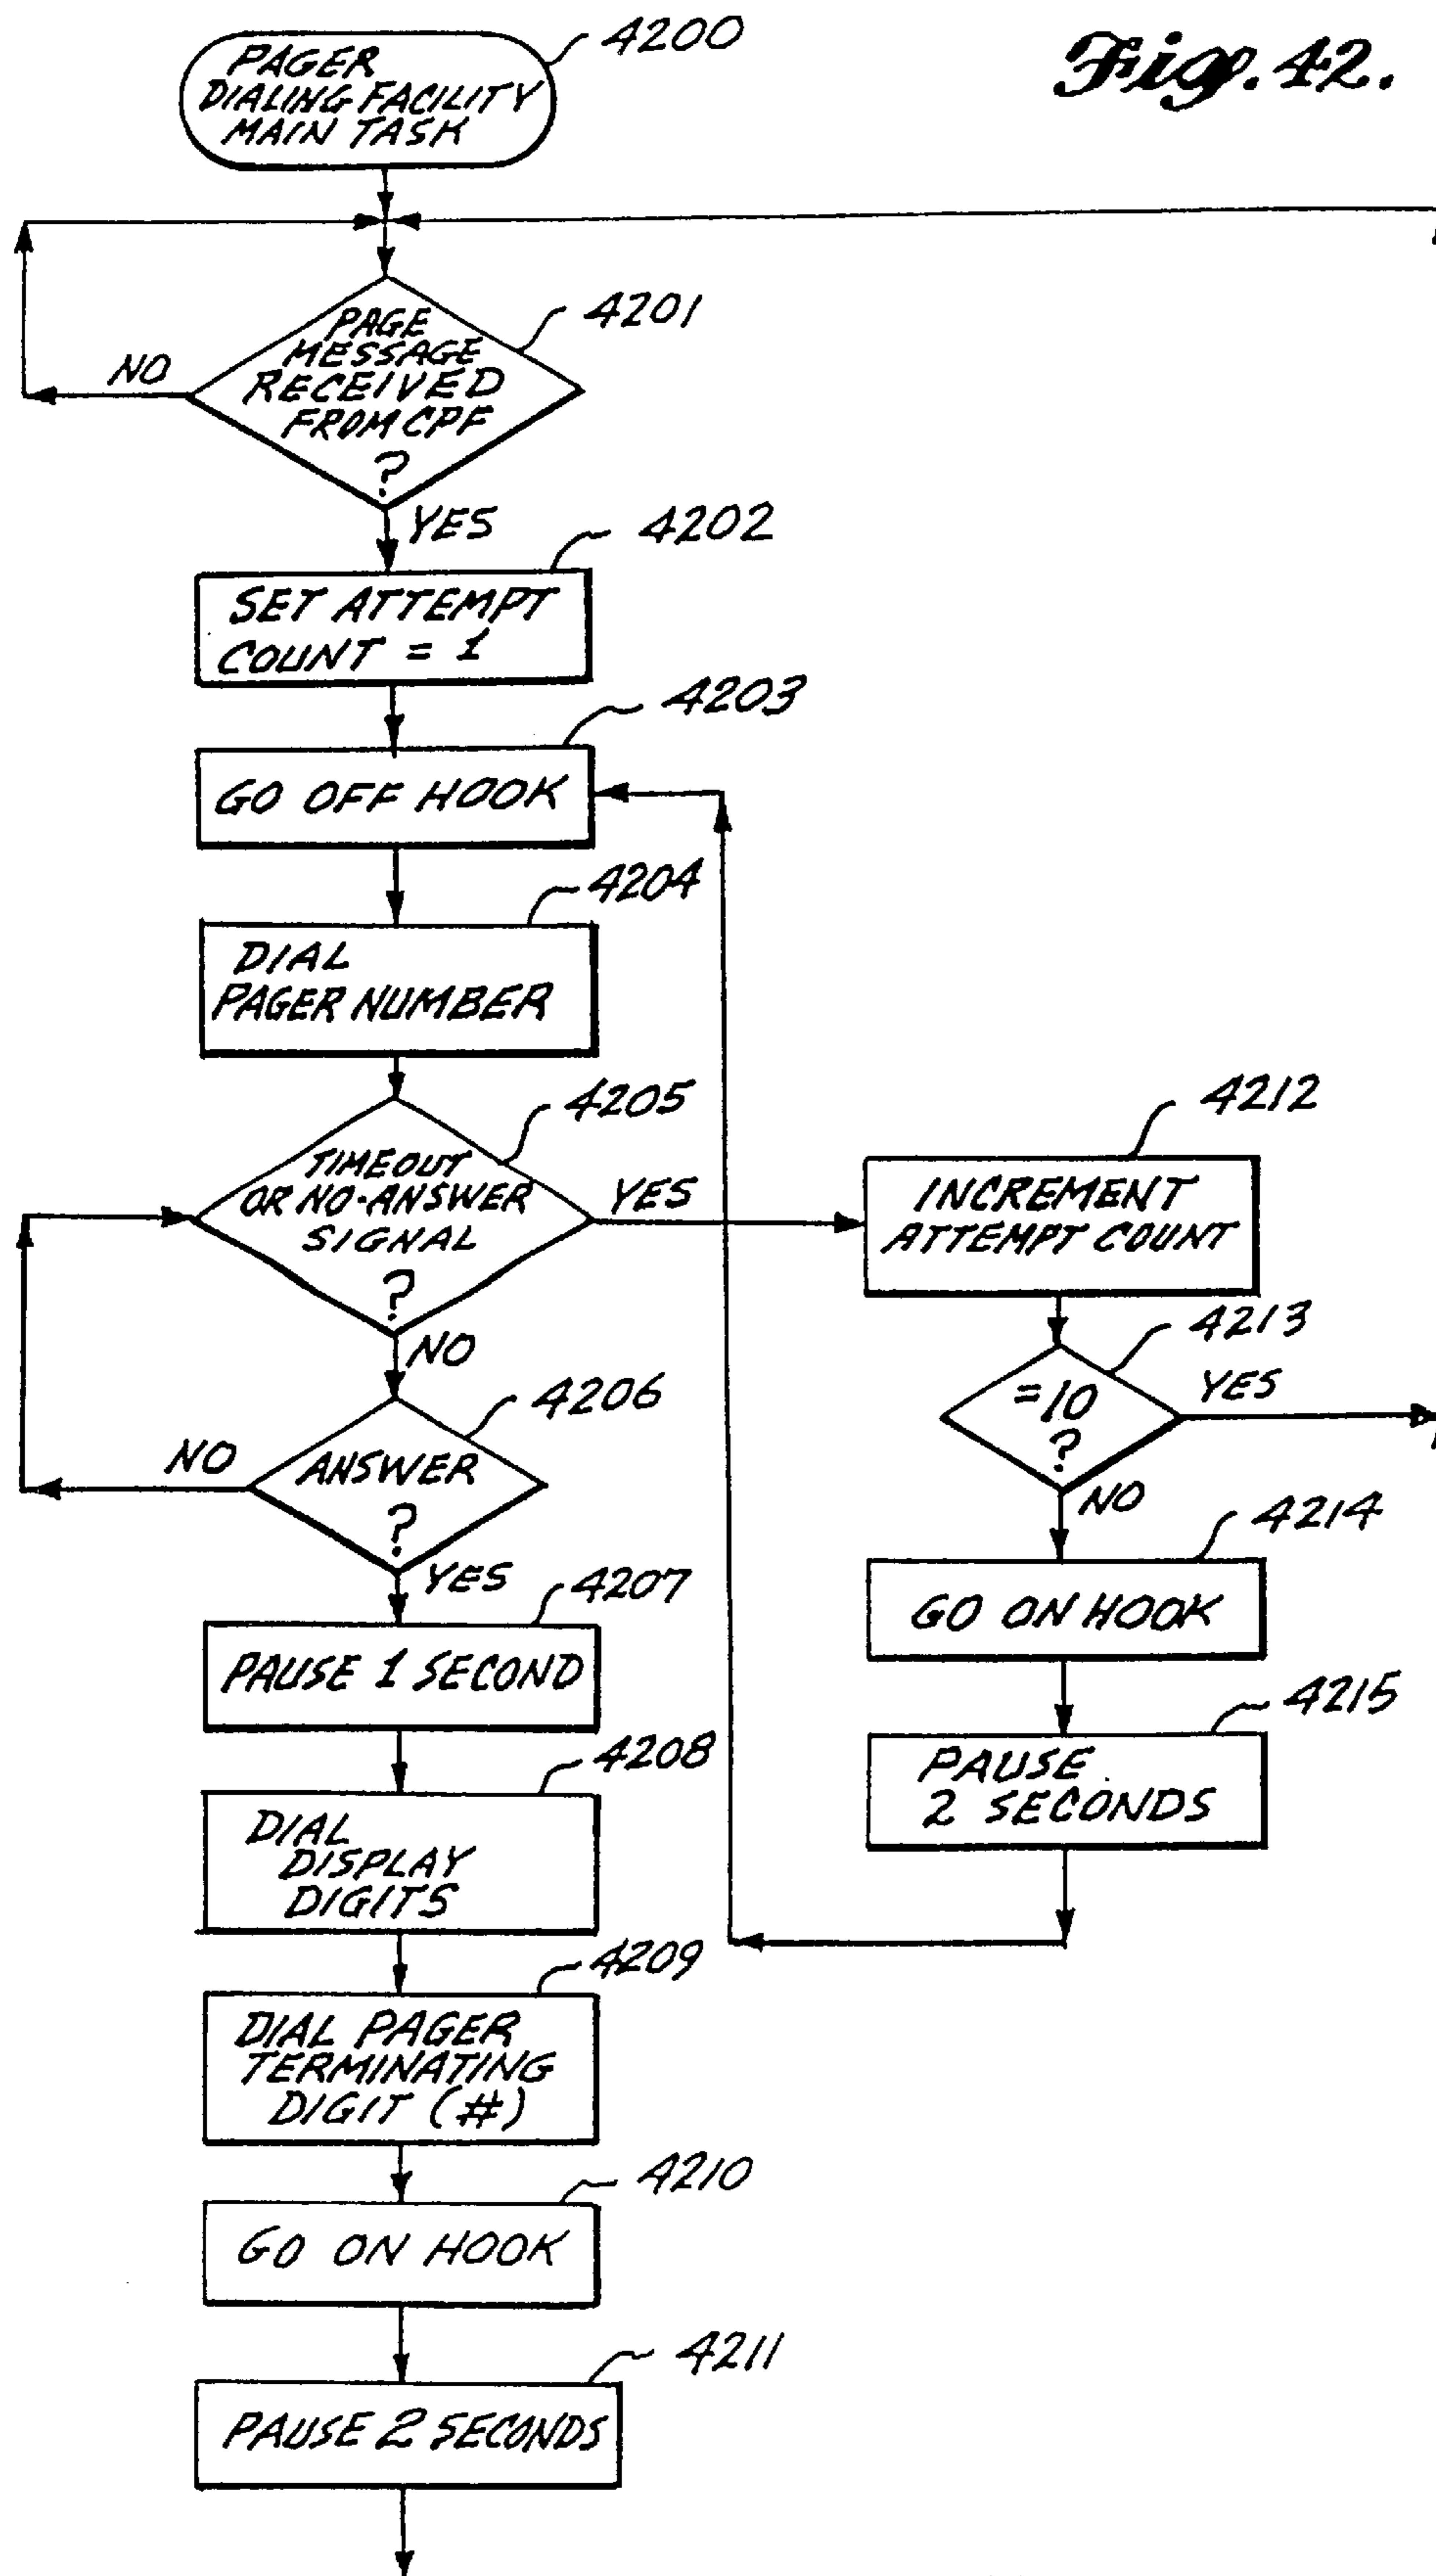 Fig. 42.
4200
PAGER
DIALING FACILITY
MAIN TASK
4201
PAGE
MESSAGE
RECEIVED
FROM CPF
?
NO
YES
4202
SET ATTEMPT
COUNT = 1
4203
GO OFF HOOK
4204
DIAL
PAGER NUMBER
4205
TIMEOUT
OR NO-ANSWER
SIGNAL
?
YES
NO
4206
ANSWER
?
NO
YES
4207
PAUSE 1 SECOND
4208
DIAL
DISPLAY
DIGITS
4209
DIAL PAGER
TERMINATING
DIGIT (#)
4210
GO ON HOOK
4211
PAUSE 2 SECONDS
4212
INCREMENT
ATTEMPT COUNT
4213
=10
?
YES
NO
4214
GO ON HOOK
4215
PAUSE
2 SECONDS